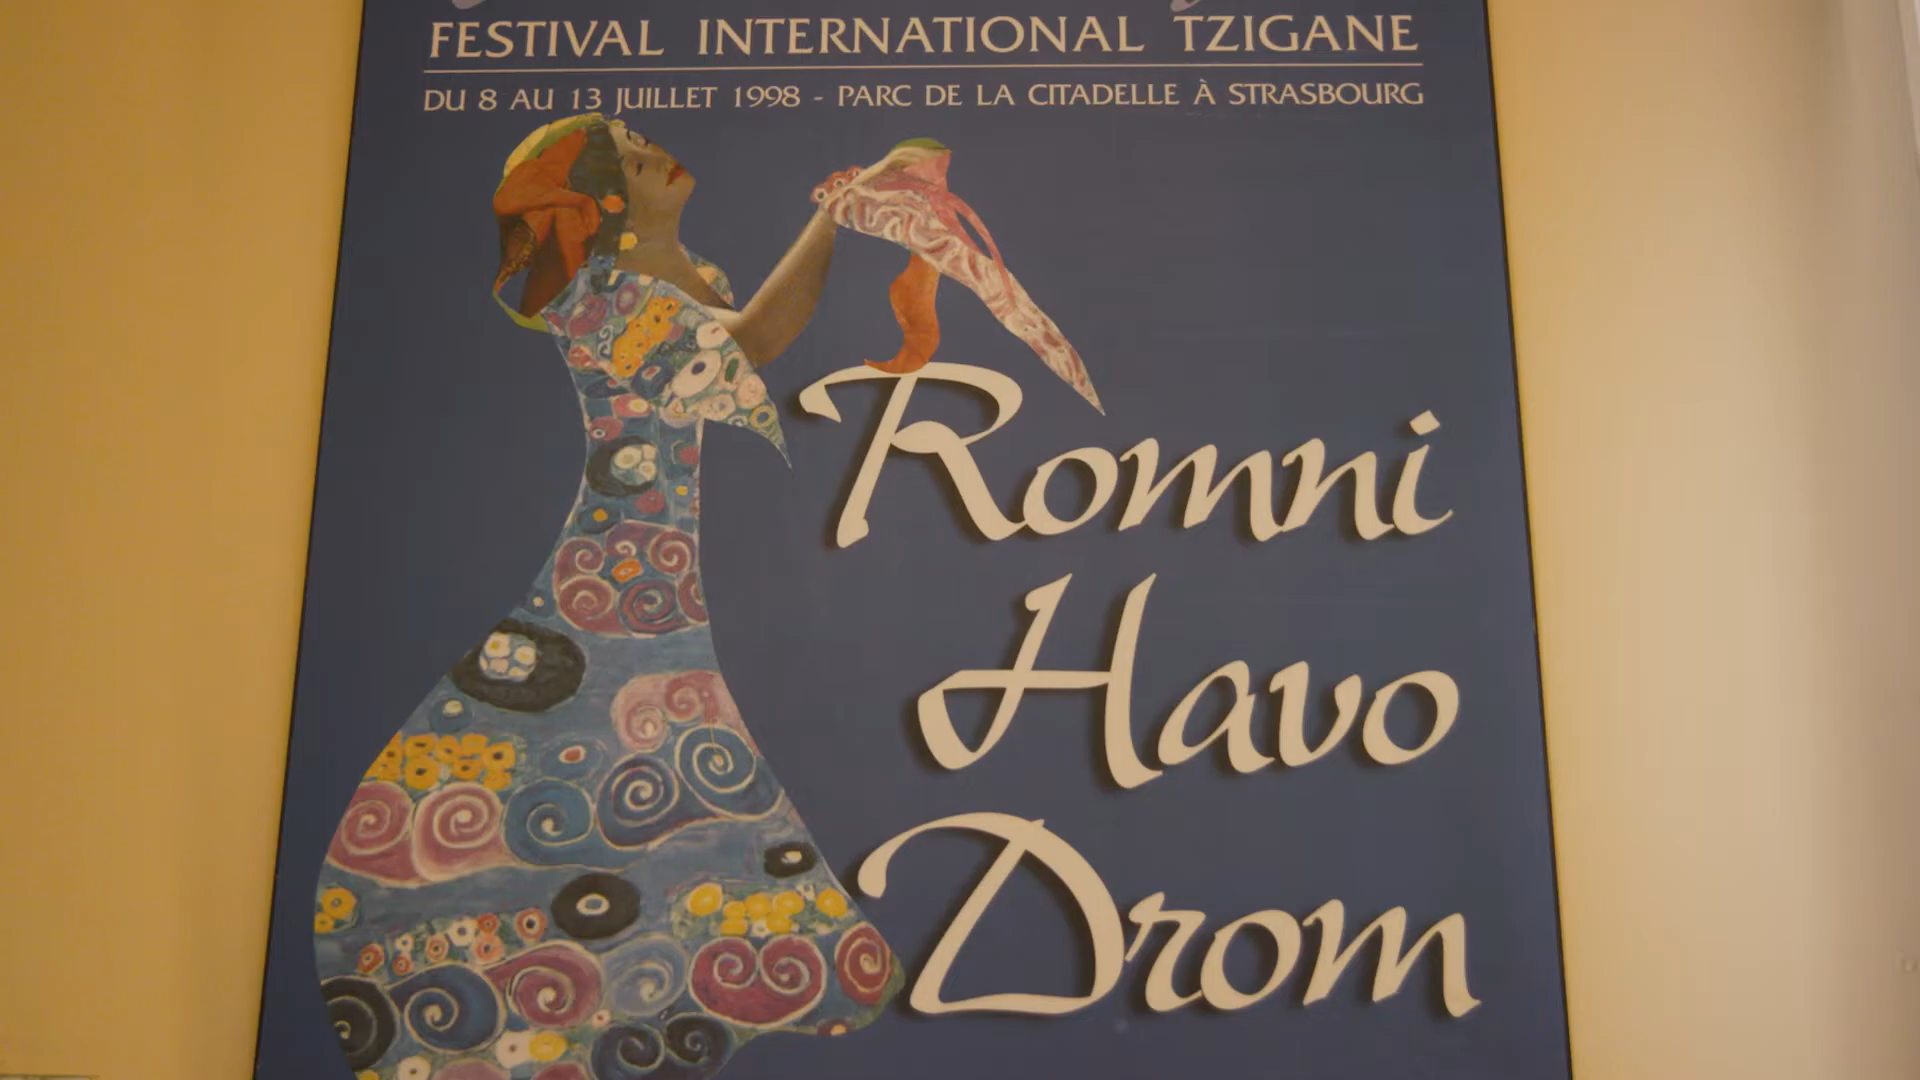 FESTIVAL INTERNATIONAL TZIGANE
DU 8 AU 13 JUILLET 1998 - PARC DE LA CITADELLE À STRASBOURG
Romni
Havo
Drom